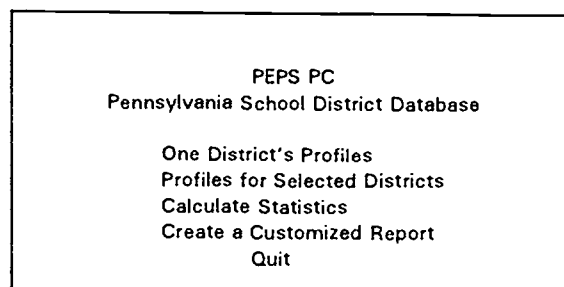 PEPS PC
Pennsylvania School District Database
One District's Profiles
Profiles for Selected Districts
Calculate Statistics
Create a Customized Report
Quit